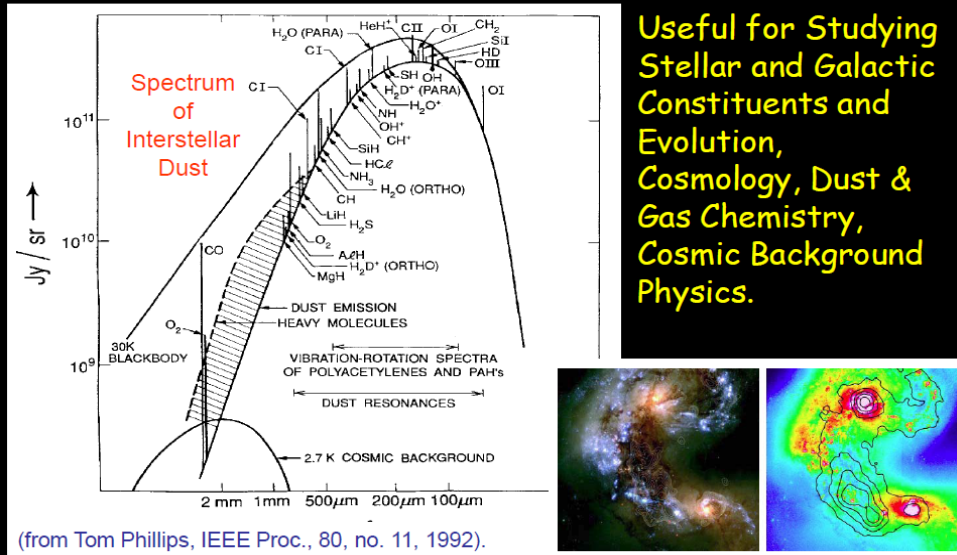 Spectrum
of
Interstellar
Dust
Jy / sr
10¹¹
10¹⁰
10⁹
2 mm
1 mm
500μm
200μm
100μm
H₂O (PARA)
CI
CI
HeH⁺
CII
OI
CH₂
SiI
HD
OIII
OI
SH
OH
H₂D⁺ (PARA)
NH
H₂O⁺
OH⁺
CH⁺
SiH
HCℓ
NH₃
H₂O (ORTHO)
CH
LiH
H₂S
O₂
AℓH
H₂D⁺ (ORTHO)
MgH
CO
O₂
DUST EMISSION
HEAVY MOLECULES
30K
BLACKBODY
VIBRATION-ROTATION SPECTRA
OF POLYACETYLENES AND PAH's
DUST RESONANCES
2.7 K COSMIC BACKGROUND
(from Tom Phillips, IEEE Proc., 80, no. 11, 1992).
Useful for Studying
Stellar and Galactic
Constituents and
Evolution,
Cosmology, Dust &
Gas Chemistry,
Cosmic Background
Physics.